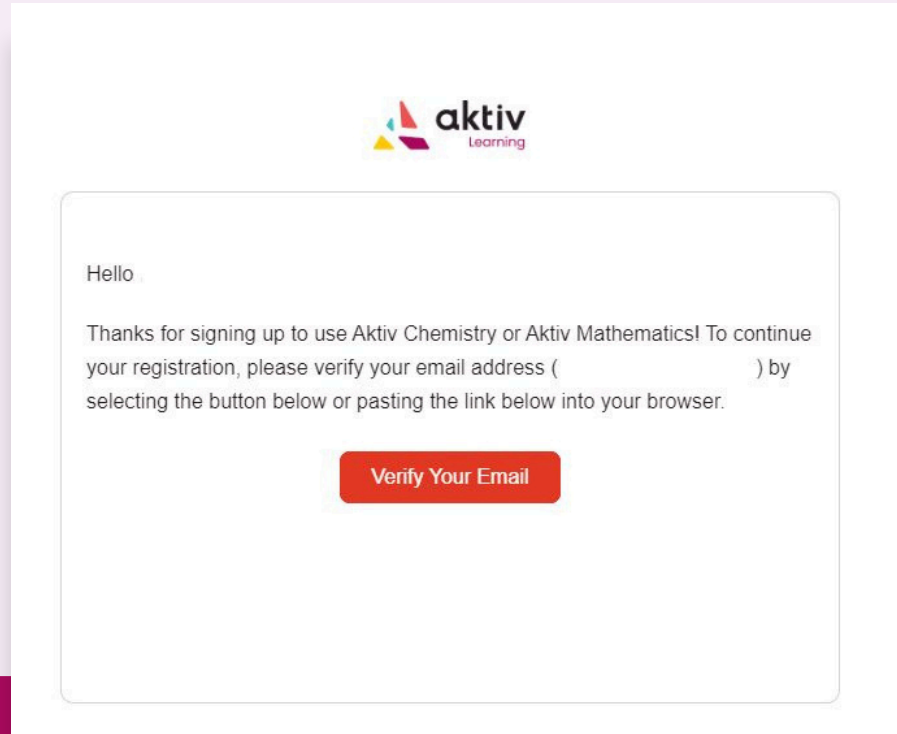 aktiv
Learning
Hello
Thanks for signing up to use Aktiv Chemistry or Aktiv Mathematics! To continue
your registration, please verify your email address ( ) by
selecting the button below or pasting the link below into your browser.
Verify Your Email